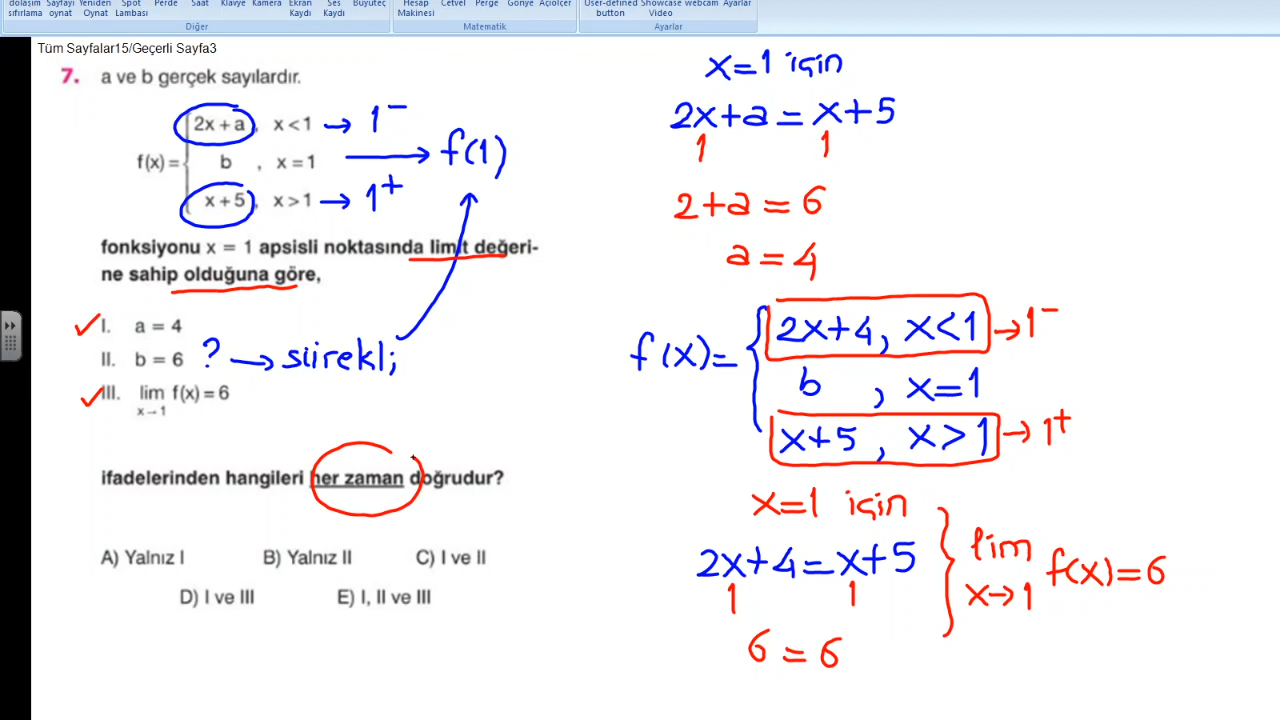 dolaşım Sayfayı Yeniden Perde Saat Klavye Kamera Ekran Ses Büyüteç Hesap Cetvel Perge Gönye Açıölçer User-defined Showcase webcam Ayarlar
sıfırlama oynat Oynat Lambası Kaydı Kaydı Makinesi button Video
Diğer Matematik Ayarlar
Tüm Sayfalar15/Geçerli Sayfa3
7. a ve b gerçek sayılardır.
2x + a , x < 1 → 1⁻
f(x) = b , x = 1 → f(1)
x + 5 , x > 1 → 1⁺
fonksiyonu x = 1 apsisli noktasında limit değeri-
ne sahip olduğuna göre,
✓ I. a = 4
II. b = 6 ? → sürekli
✓ III. lim f(x) = 6
x→1
ifadelerinden hangileri her zaman doğrudur?
A) Yalnız I B) Yalnız II C) I ve II
D) I ve III E) I, II ve III
x=1 için
2x+a = x+5
1 1
2+a = 6
a = 4
2x+4, x<1 → 1⁻
f(x)= b , x=1
x+5 , x>1 → 1⁺
x=1 için
2x+4=x+5
1 1
6 = 6
lim f(x)=6
x→1